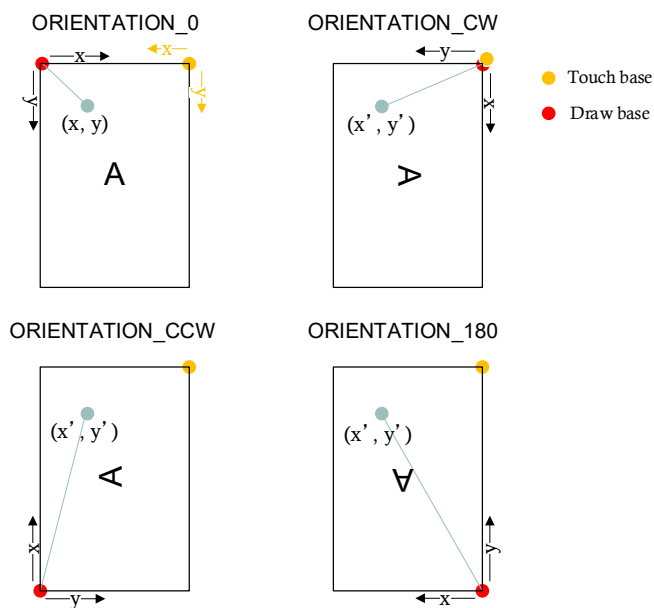 ORIENTATION_0
x
x
y
y
(x, y)
A
ORIENTATION_CW
y
x
(x', y')
A
Touch base
Draw base
ORIENTATION_CCW
(x', y')
A
x
y
ORIENTATION_180
(x', y')
A
y
x